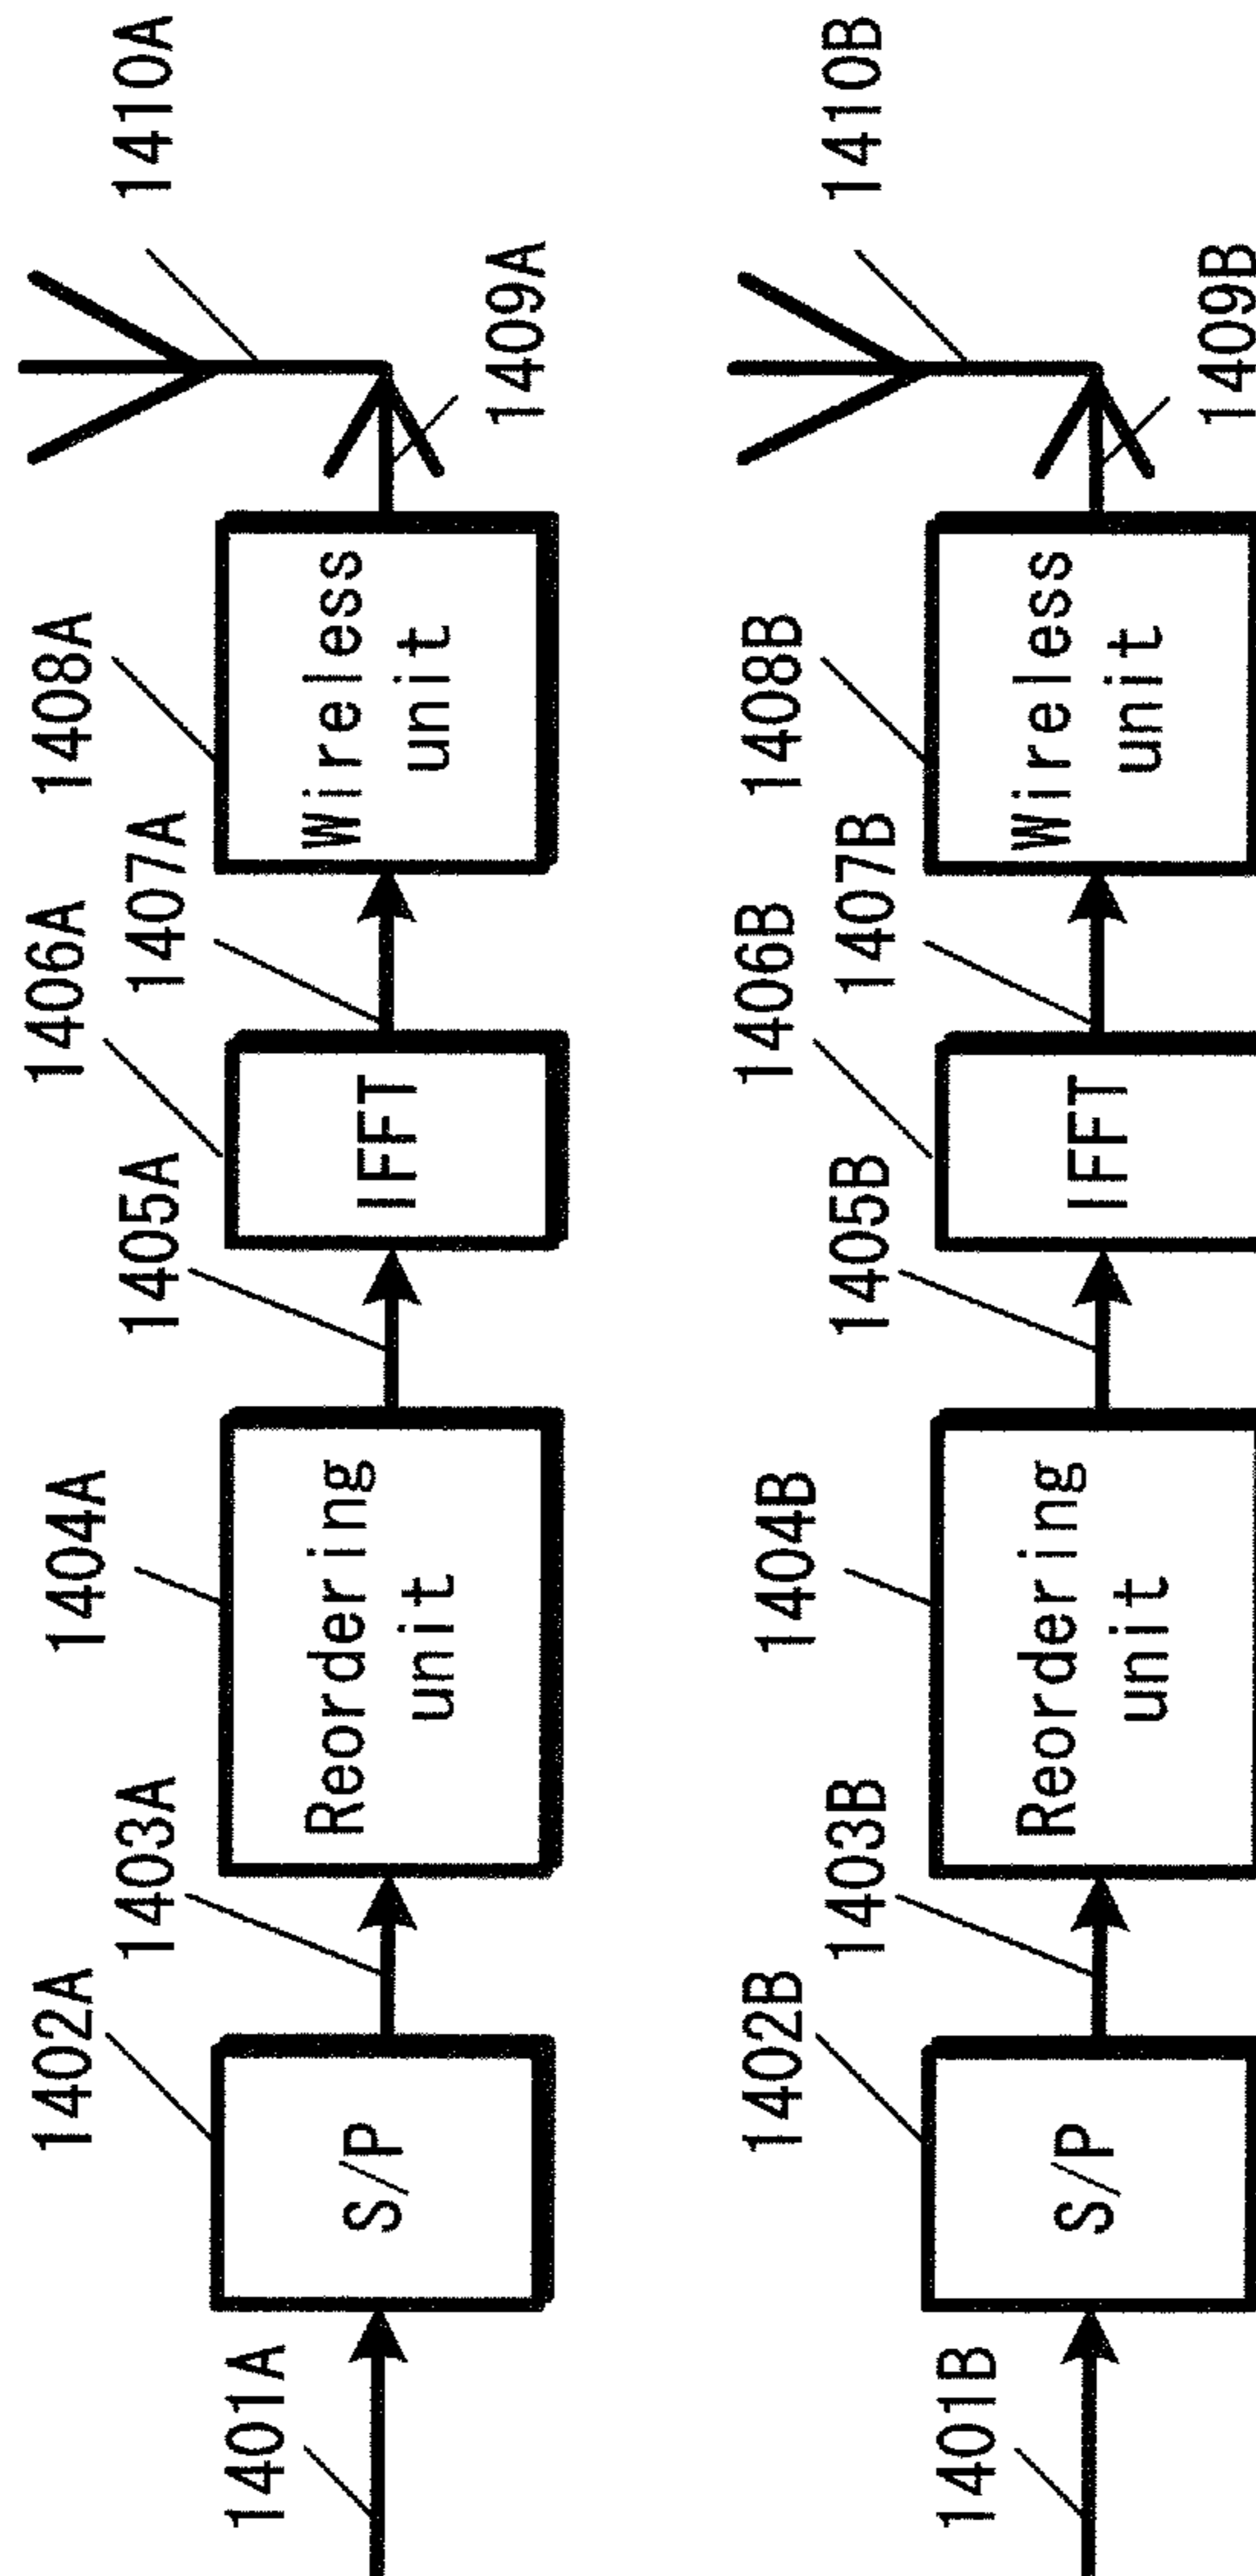 1401A
1402A
S/P
1403A
1404A
Reordering
unit
1405A
1406A
IFFT
1407A
1408A
Wireless
unit
1409A
1410A
1401B
1402B
S/P
1403B
1404B
Reordering
unit
1405B
1406B
IFFT
1407B
1408B
Wireless
unit
1409B
1410B